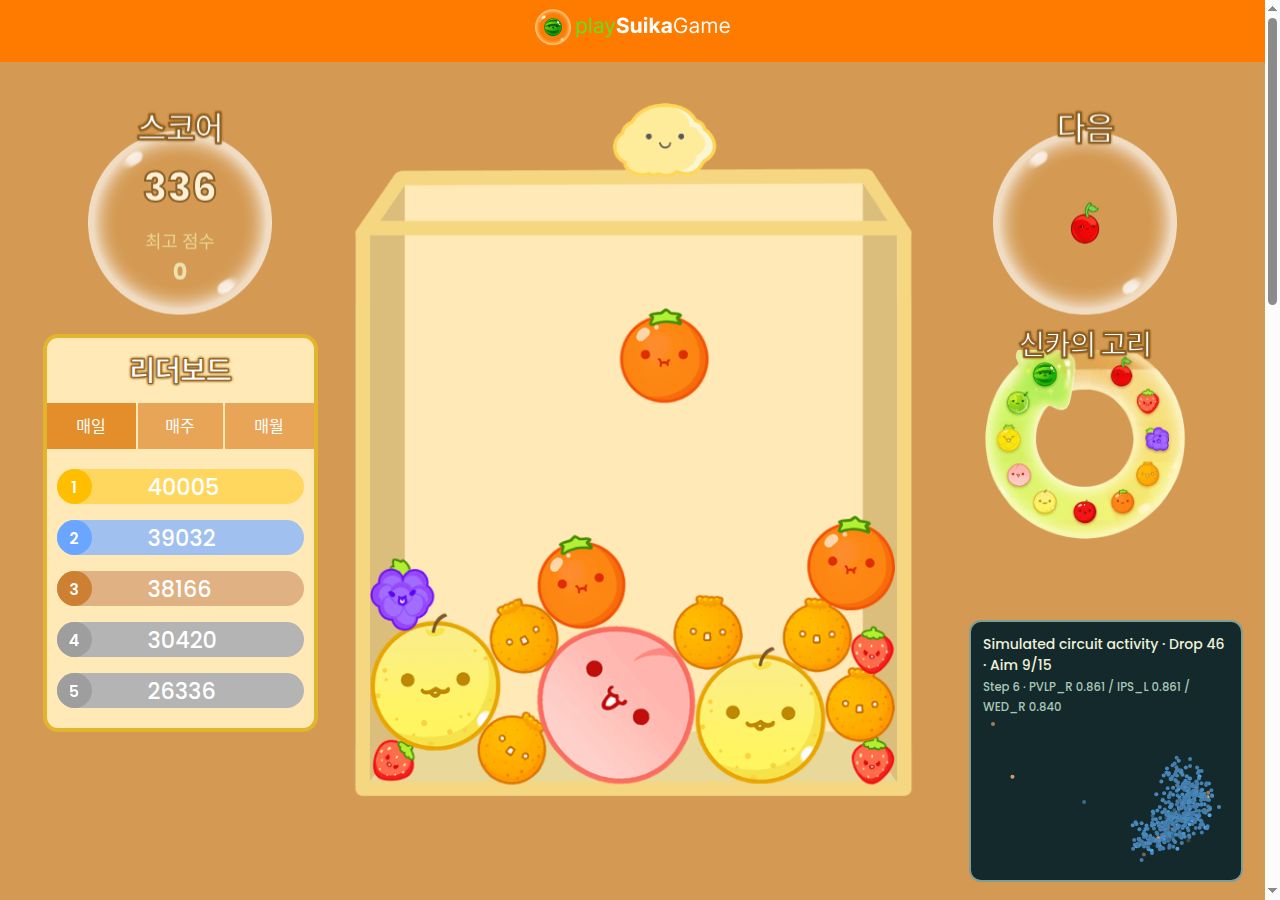 playSuikaGame
스코어
336
최고 점수
0
다음
신카의 고리
리더보드
매일 매주 매월
1 40005
2 39032
3 38166
4 30420
5 26336
Simulated circuit activity · Drop 46
· Aim 9/15
Step 6 · PVLP_R 0.861 / IPS_L 0.861 /
WED_R 0.840